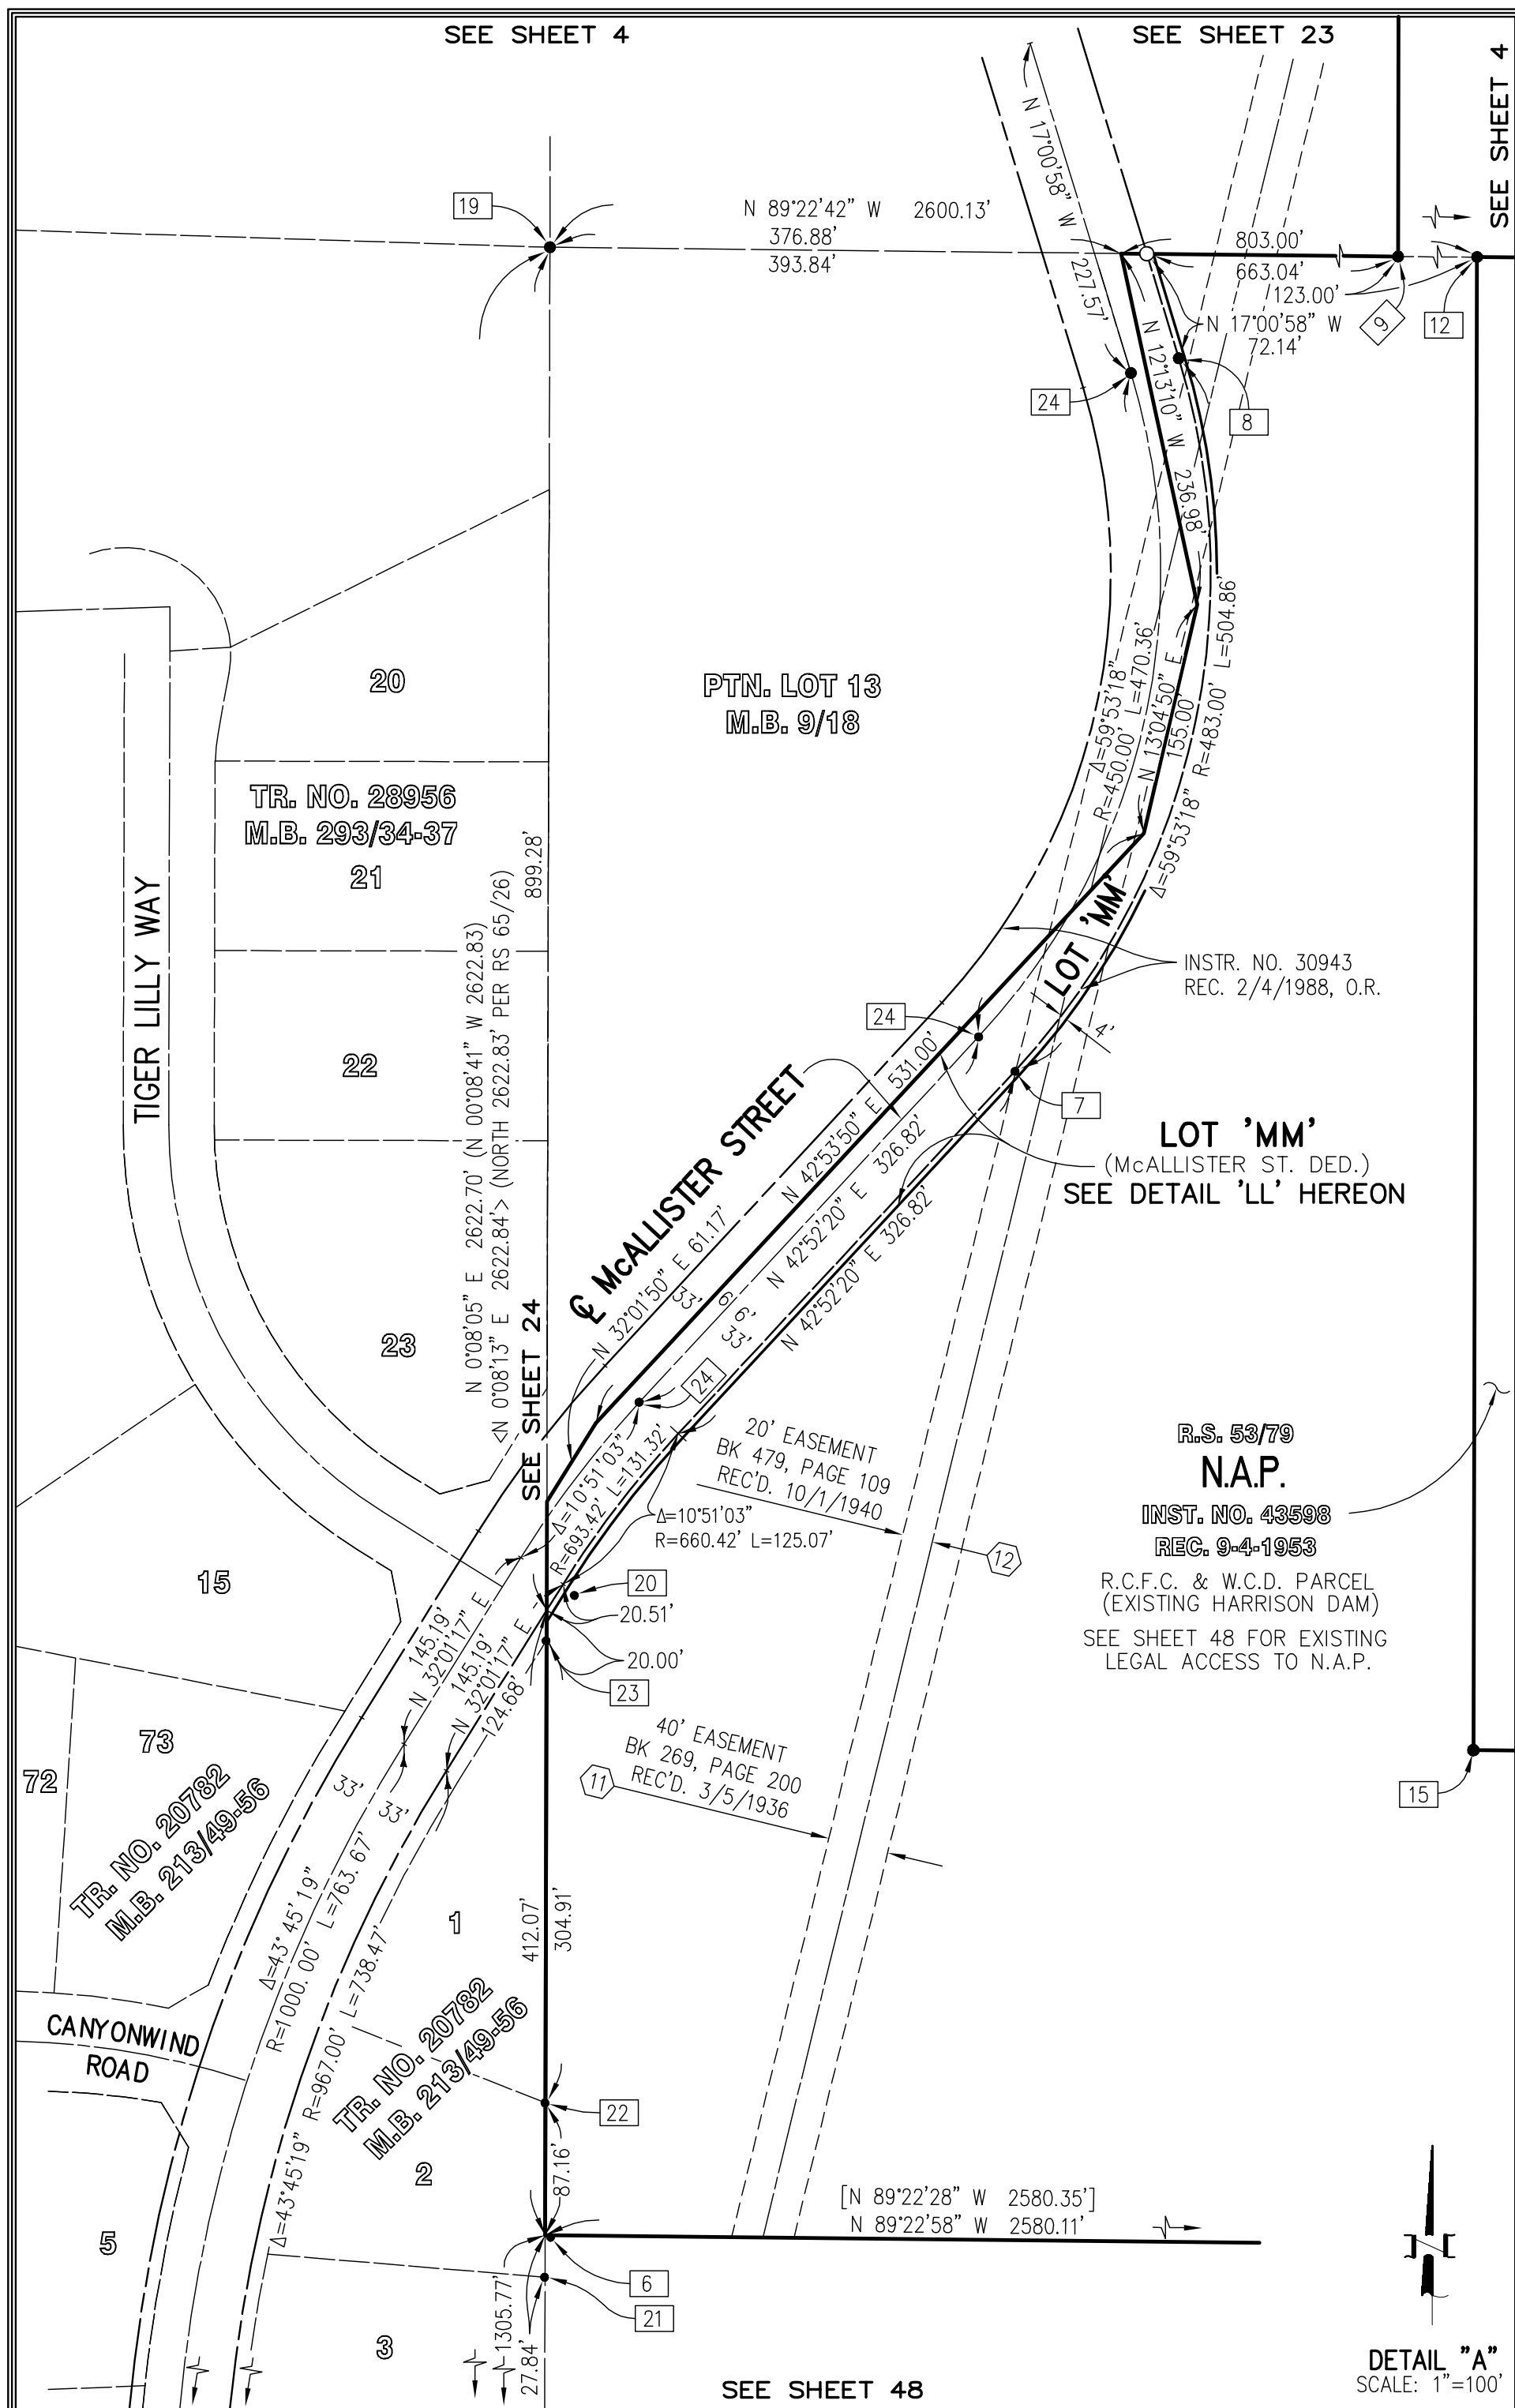 SEE SHEET 4
SEE SHEET 23
SEE SHEET 4
19
N 89°22'42" W 2600.13'
376.88'
393.84'
N 17°00'58" W
227.57'
803.00'
663.04'
123.00'
N 17°00'58" W
72.14'
9
12
24
8
N 12°13'10" W 236.98'
20
PTN. LOT 13
M.B. 9/18
TR. NO. 28956
M.B. 293/34-37
21
TIGER LILLY WAY
22
23
899.28'
N 0°08'05" E 2622.70' (N 00°08'41" W 2622.83)
<N 0°08'13" E 2622.84'> (NORTH 2622.83' PER RS 65/26)
SEE SHEET 24
Δ=59°53'18"
R=450.00' L=470.36'
N 13°04'50" E
155.00'
Δ=59°53'18" R=483.00' L=504.86'
LOT 'MM'
INSTR. NO. 30943
REC. 2/4/1988, O.R.
4'
24
7
LOT 'MM'
(McALLISTER ST. DED.)
SEE DETAIL 'LL' HEREON
℄ McALLISTER STREET
N 42°53'50" E 531.00'
N 42°52'20" E 326.82'
N 42°52'20" E 326.82'
N 32°01'50" E 61.17'
33'
6'
6'
33'
24
20' EASEMENT
BK 479, PAGE 109
REC'D. 10/1/1940
Δ=10°51'03"
R=693.42' L=131.32'
Δ=10°51'03"
R=660.42' L=125.07'
12
R.S. 53/79
N.A.P.
INST. NO. 43598
REC. 9-4-1953
R.C.F.C. & W.C.D. PARCEL
(EXISTING HARRISON DAM)
SEE SHEET 48 FOR EXISTING
LEGAL ACCESS TO N.A.P.
15
20
20.51'
20.00'
23
145.19'
N 32°01'17" E
145.19'
N 32°01'17" E
124.68'
15
73
72
TR. NO. 20782
M.B. 213/49-56
33'
33'
40' EASEMENT
BK 269, PAGE 200
REC'D. 3/5/1936
11
Δ=43°45'19"
R=1000.00' L=763.67'
Δ=43°45'19" R=967.00' L=738.47'
1
412.07'
304.91'
CANYONWIND
ROAD
TR. NO. 20782
M.B. 213/49-56
22
2
87.16'
5
[N 89°22'28" W 2580.35']
N 89°22'58" W 2580.11'
6
21
1305.77'
27.84'
3
SEE SHEET 48
DETAIL "A"
SCALE: 1"=100'